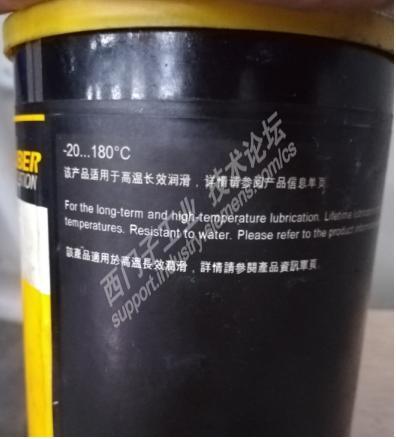 -20...180°C
该产品适用于高温长效润滑，详情请参阅产品信息单页
For the long-term and high-temperature lubrication. Lifetime
temperatures. Resistant to water. Please refer to the product
該產品適用於高溫長效潤滑，詳情請參閱產品資訊單頁
BER
TION
西门子工业 技术论坛
support.industry.siemens.com/cs